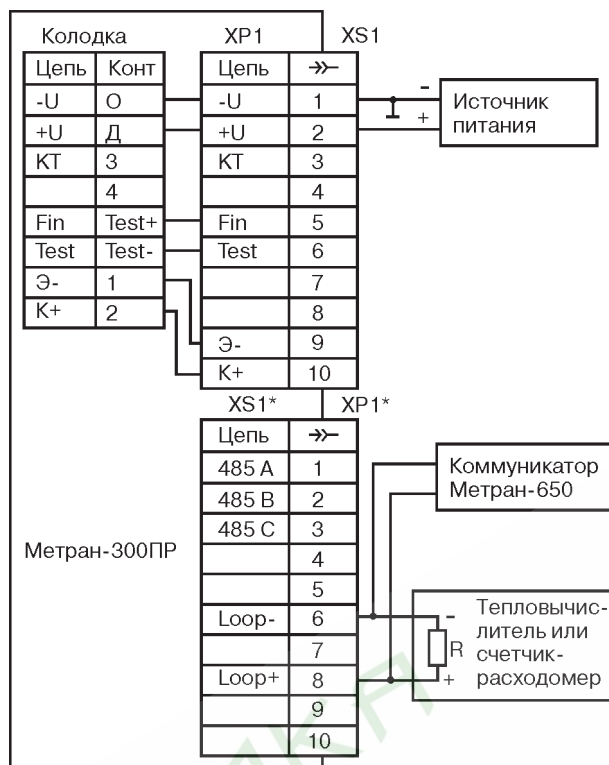 Колодка XP1 XS1
Цепь Конт Цепь
-U О -U 1 -
+U Д +U 2 +
Источник
питания
КТ 3 КТ 3
4 4
Fin Test+ Fin 5
Test Test- Test 6
Э- 1 7
К+ 2 8
Э- 9
К+ 10
XS1* XP1*
Цепь
485 A 1
485 B 2
485 C 3
4
5
Loop- 6
7
Loop+ 8
9
10
Метран-300ПР
Коммуникатор
Метран-650
- Тепловычис-
литель или
R счетчик-
+ расходомер